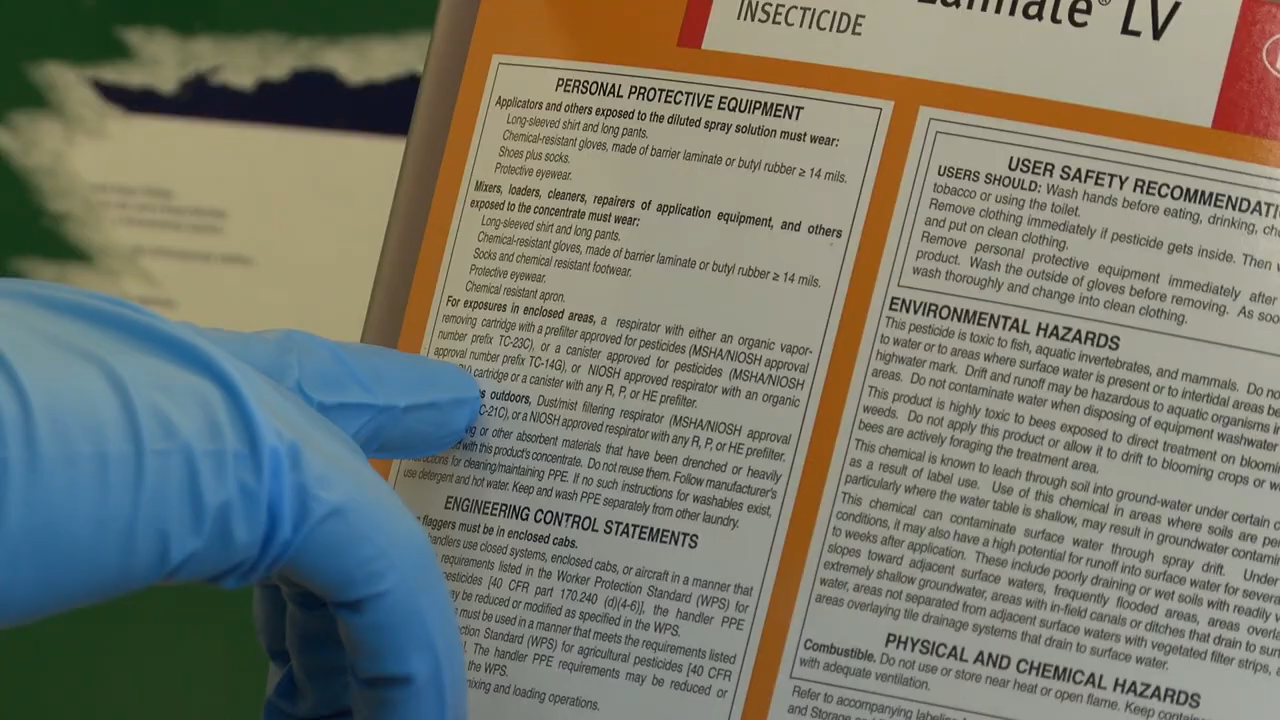 INSECTICIDE
Lannate® LV
PERSONAL PROTECTIVE EQUIPMENT
Applicators and others exposed to the diluted spray solution must wear:
Long-sleeved shirt and long pants.
Chemical-resistant gloves, made of barrier laminate or butyl rubber ≥ 14 mils.
Shoes plus socks.
Protective eyewear.
Mixers, loaders, cleaners, repairers of application equipment, and others
exposed to the concentrate must wear:
Long-sleeved shirt and long pants.
Chemical-resistant gloves, made of barrier laminate or butyl rubber ≥ 14 mils.
Socks and chemical resistant footwear.
Protective eyewear.
Chemical resistant apron.
For exposures in enclosed areas, a respirator with either an organic vapor-
removing cartridge with a prefilter approved for pesticides (MSHA/NIOSH approval
number prefix TC-23C), or a canister approved for pesticides (MSHA/NIOSH
approval number prefix TC-14G), or NIOSH approved respirator with an organic
cartridge or a canister with any R, P, or HE prefilter.
outdoors, Dust/mist filtering respirator (MSHA/NIOSH approval
C-21C), or a NIOSH approved respirator with any R, P, or HE prefilter.
or other absorbent materials that have been drenched or heavily
with this product's concentrate. Do not reuse them. Follow manufacturer's
for cleaning/maintaining PPE. If no such instructions for washables exist,
use detergent and hot water. Keep and wash PPE separately from other laundry.
ENGINEERING CONTROL STATEMENTS
flaggers must be in enclosed cabs.
handlers use closed systems, enclosed cabs, or aircraft in a manner that
requirements listed in the Worker Protection Standard (WPS) for
pesticides [40 CFR part 170.240 (d)(4-6)], the handler PPE
be reduced or modified as specified in the WPS.
must be used in a manner that meets the requirements listed
Standard (WPS) for agricultural pesticides [40 CFR
The handler PPE requirements may be reduced or
the WPS.
mixing and loading operations.
USER SAFETY RECOMMENDATI
USERS SHOULD: Wash hands before eating, drinking,
tobacco or using the toilet.
Remove clothing immediately if pesticide gets inside. Then
and put on clean clothing.
Remove personal protective equipment immediately after
product. Wash the outside of gloves before removing. As soo
wash thoroughly and change into clean clothing.
ENVIRONMENTAL HAZARDS
This pesticide is toxic to fish, aquatic invertebrates, and mammals. Do no
to water or to areas where surface water is present or to intertidal areas
highwater mark. Drift and runoff may be hazardous to aquatic organisms
areas. Do not contaminate water when disposing of equipment washwater
This product is highly toxic to bees exposed to direct treatment on bloomi
weeds. Do not apply this product or allow it to drift to blooming crops or
bees are actively foraging the treatment area.
This chemical is known to leach through soil into ground-water under certain
as a result of label use. Use of this chemical in areas where soils are
particularly where the water table is shallow, may result in groundwater contami
This chemical can contaminate surface water through spray drift. Under
conditions, it may also have a high potential for runoff into surface water for severa
to weeks after application. These include poorly draining or wet soils with readily
slopes toward adjacent surface waters, frequently flooded areas, areas
extremely shallow groundwater, areas with in-field canals or ditches that drain to
water, areas not separated from adjacent surface waters with vegetated filter strips,
areas overlaying tile drainage systems that drain to surface water.
PHYSICAL AND CHEMICAL HAZARDS
Combustible. Do not use or store near heat or open flame. Keep
with adequate ventilation.
Refer to accompanying
and Storage